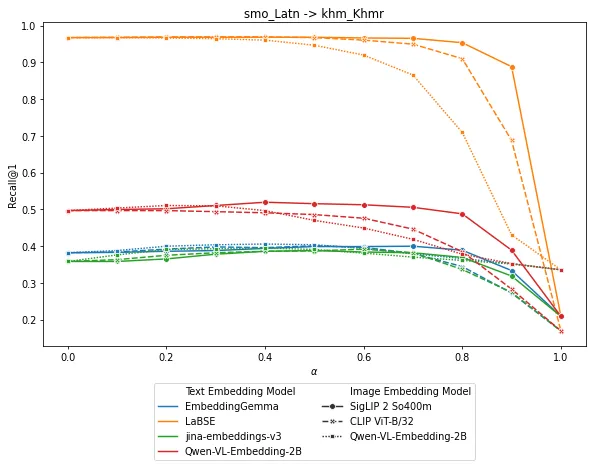 smo_Latn -> khm_Khmr
1.0
0.9
0.8
0.7
0.6
0.5
0.4
0.3
0.2
Recall@1
0.0 0.2 0.4 0.6 0.8 1.0
α
Text Embedding Model Image Embedding Model
EmbeddingGemma SigLIP 2 So400m
LaBSE CLIP ViT-B/32
jina-embeddings-v3 Qwen-VL-Embedding-2B
Qwen-VL-Embedding-2B